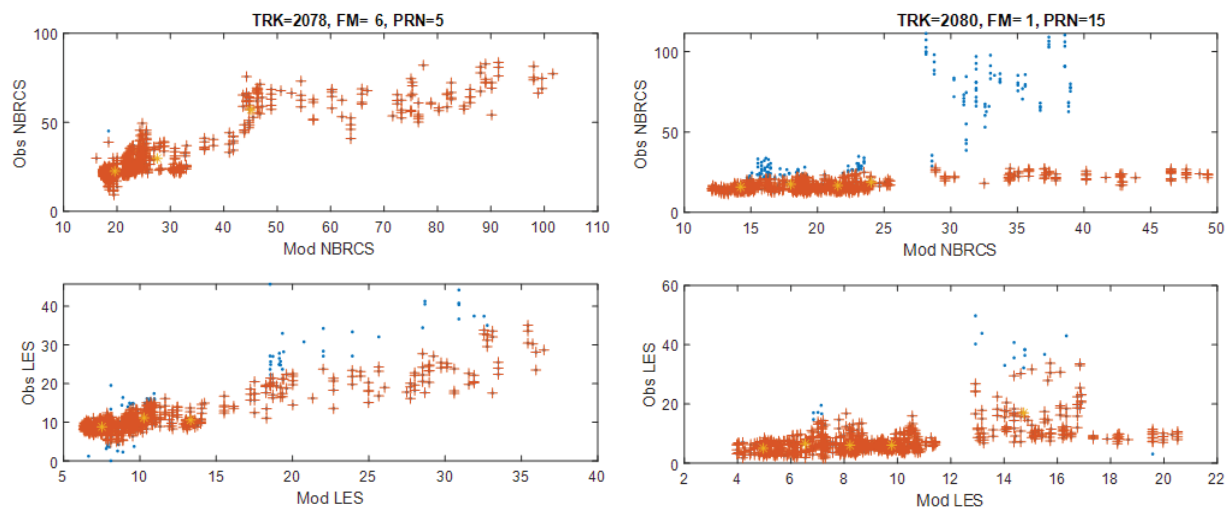 TRK=2078, FM= 6, PRN=5
100
50
0
Obs NBRCS
10 20 30 40 50 60 70 80 90 100 110
Mod NBRCS
TRK=2080, FM= 1, PRN=15
100
50
0
Obs NBRCS
10 15 20 25 30 35 40 45 50
Mod NBRCS
40
30
20
10
0
Obs LES
5 10 15 20 25 30 35 40
Mod LES
60
40
20
0
Obs LES
2 4 6 8 10 12 14 16 18 20 22
Mod LES